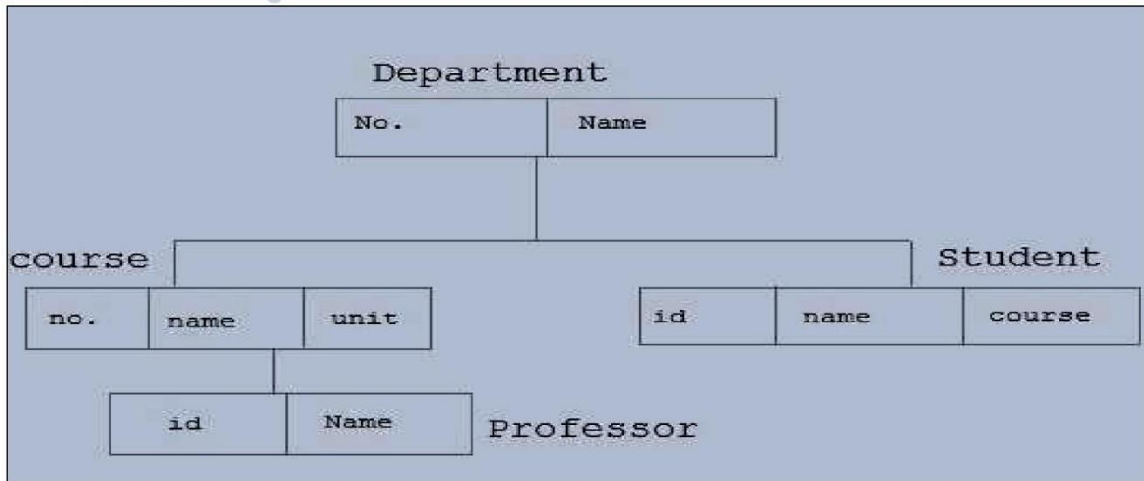 Department
No. Name
course
Student
no. name unit
id name course
id Name
Professor